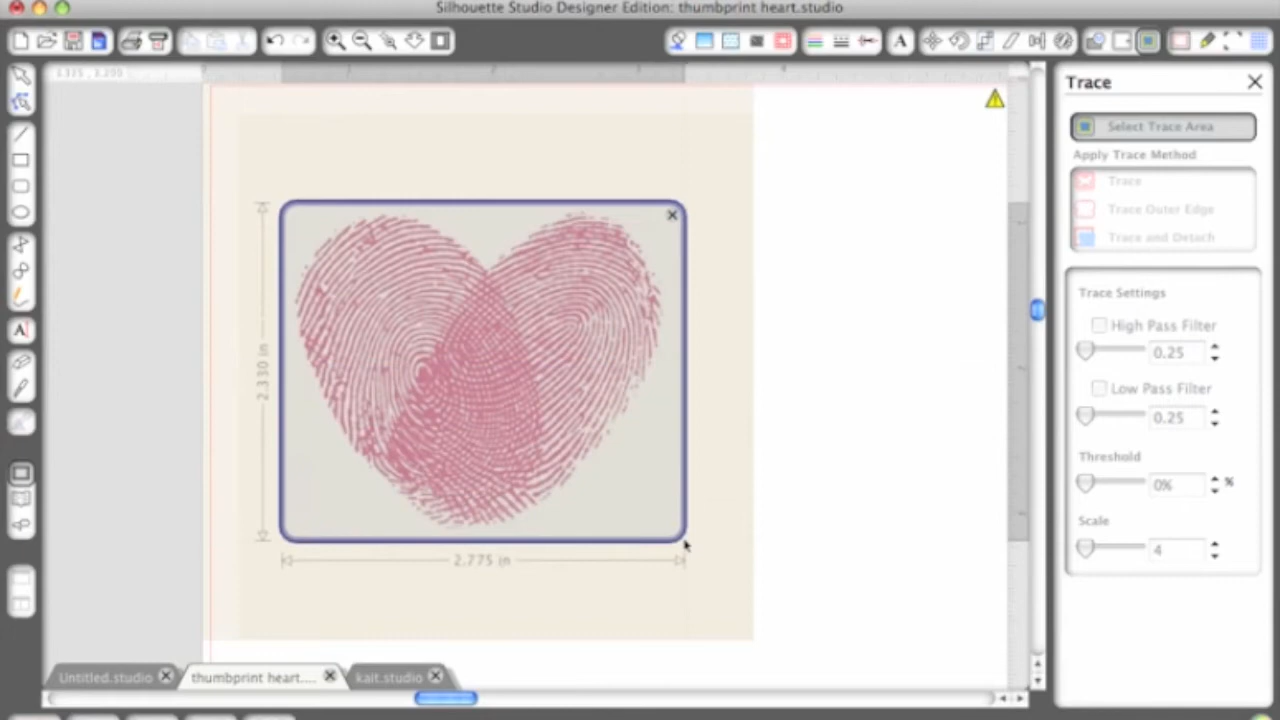 Silhouette Studio Designer Edition: thumbprint heart.studio
Trace
Select Trace Area
Apply Trace Method
Trace
Trace Outer Edge
Trace and Detach
Trace Settings
High Pass Filter
0.25
Low Pass Filter
0.25
Threshold
0% %
Scale
4
2.330 in
2.775 in
Untitled.studio
thumbprint heart....
kait.studio